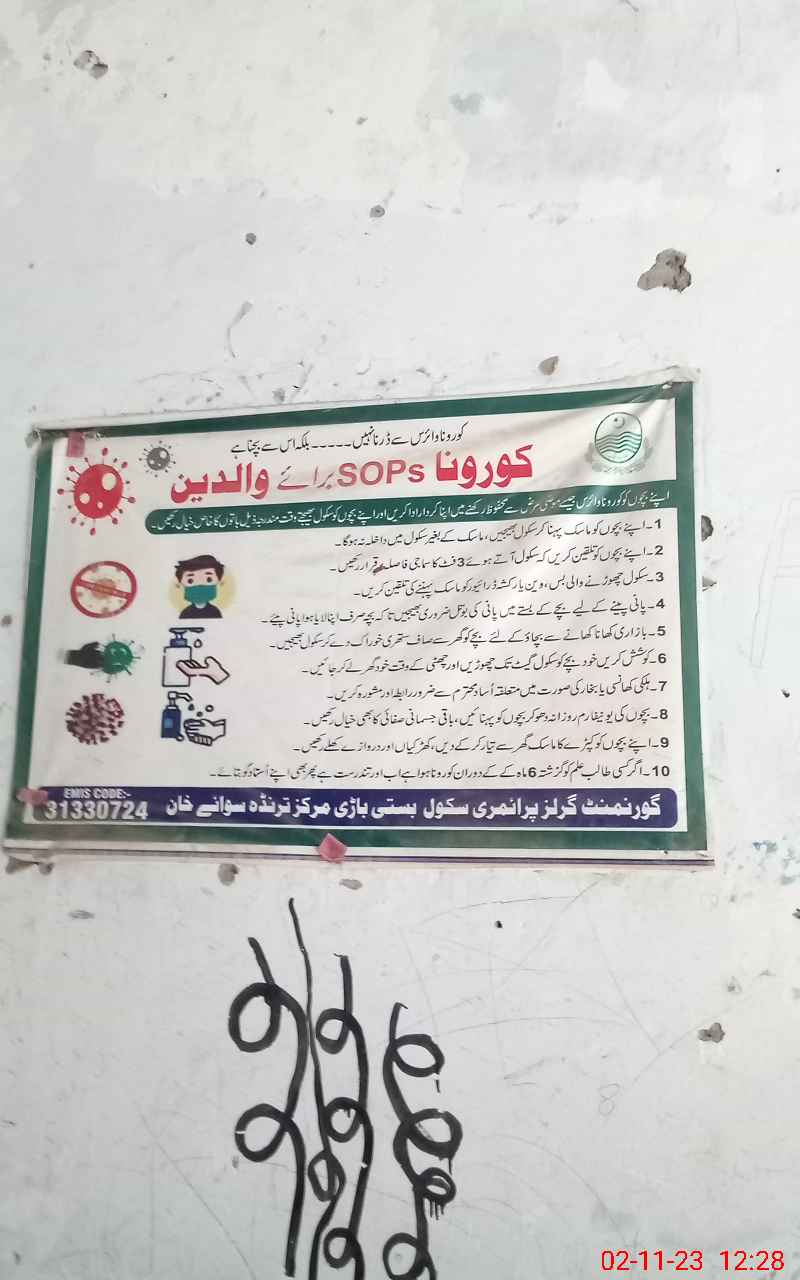 کورونا وائرس سے ڈرنا نہیں ۔۔۔۔۔ بلکہ اس سے بچنا ہے
کورونا SOPs برائے والدین
اپنے بچوں کو کورونا وائرس جیسے موسمی مرض سے محفوظ رکھنے میں اپنا کردار ادا کریں اور اپنے بچوں کو سکول بھیجتے وقت مندرجہ ذیل باتوں کا خاص خیال رکھیں۔
1۔ اپنے بچوں کو ماسک پہنا کر سکول بھیجیں، ماسک کے بغیر سکول میں داخلہ نہ ہوگا۔
2۔ اپنے بچوں کو تلقین کریں کہ سکول آتے ہوئے 3 فٹ کا سماجی فاصلہ برقرار رکھیں۔
3۔ سکول چھوڑنے والی بس، وین یا رکشہ ڈرائیور کو ماسک پہننے کی تلقین کریں۔
4۔ پانی پینے کے لیے بچے کے بستے میں پانی کی بوتل ضروری بھیجیں تا کہ بچہ صرف اپنا لایا ہوا پانی پیئے۔
5۔ بازاری کھانا کھانے سے بچاؤ کے لئے بچے کو گھر سے صاف ستھری خوراک دے کر سکول بھیجیں۔
6۔ کوشش کریں خود بچے کو سکول گیٹ تک چھوڑیں اور چھٹی کے وقت خود گھر لے کر جائیں۔
7۔ ہلکی کھانسی یا بخار کی صورت میں متعلقہ اُستاد محترم سے ضرور رابطہ اور مشورہ کریں۔
8۔ بچوں کی یونیفارم روزانہ دھو کر بچوں کو پہنائیں، باقی جسمانی صفائی کا بھی خیال رکھیں۔
9۔ اپنے بچوں کو کپڑے کا ماسک گھر سے تیار کر کے دیں، کھڑکیاں اور دروازے کھلے رکھیں۔
10۔ اگر کسی طالب علم کو گزشتہ 6 ماہ کے کے دوران کورونا ہوا ہے اب اور تندرست ہے پھر بھی اپنے اُستاد کو بتائے۔
گورنمنٹ گرلز پرائمری سکول بستی باڑی مرکز ترنڈہ سوائے خان
EMIS CODE:-
31330724
02-11-23 12:28